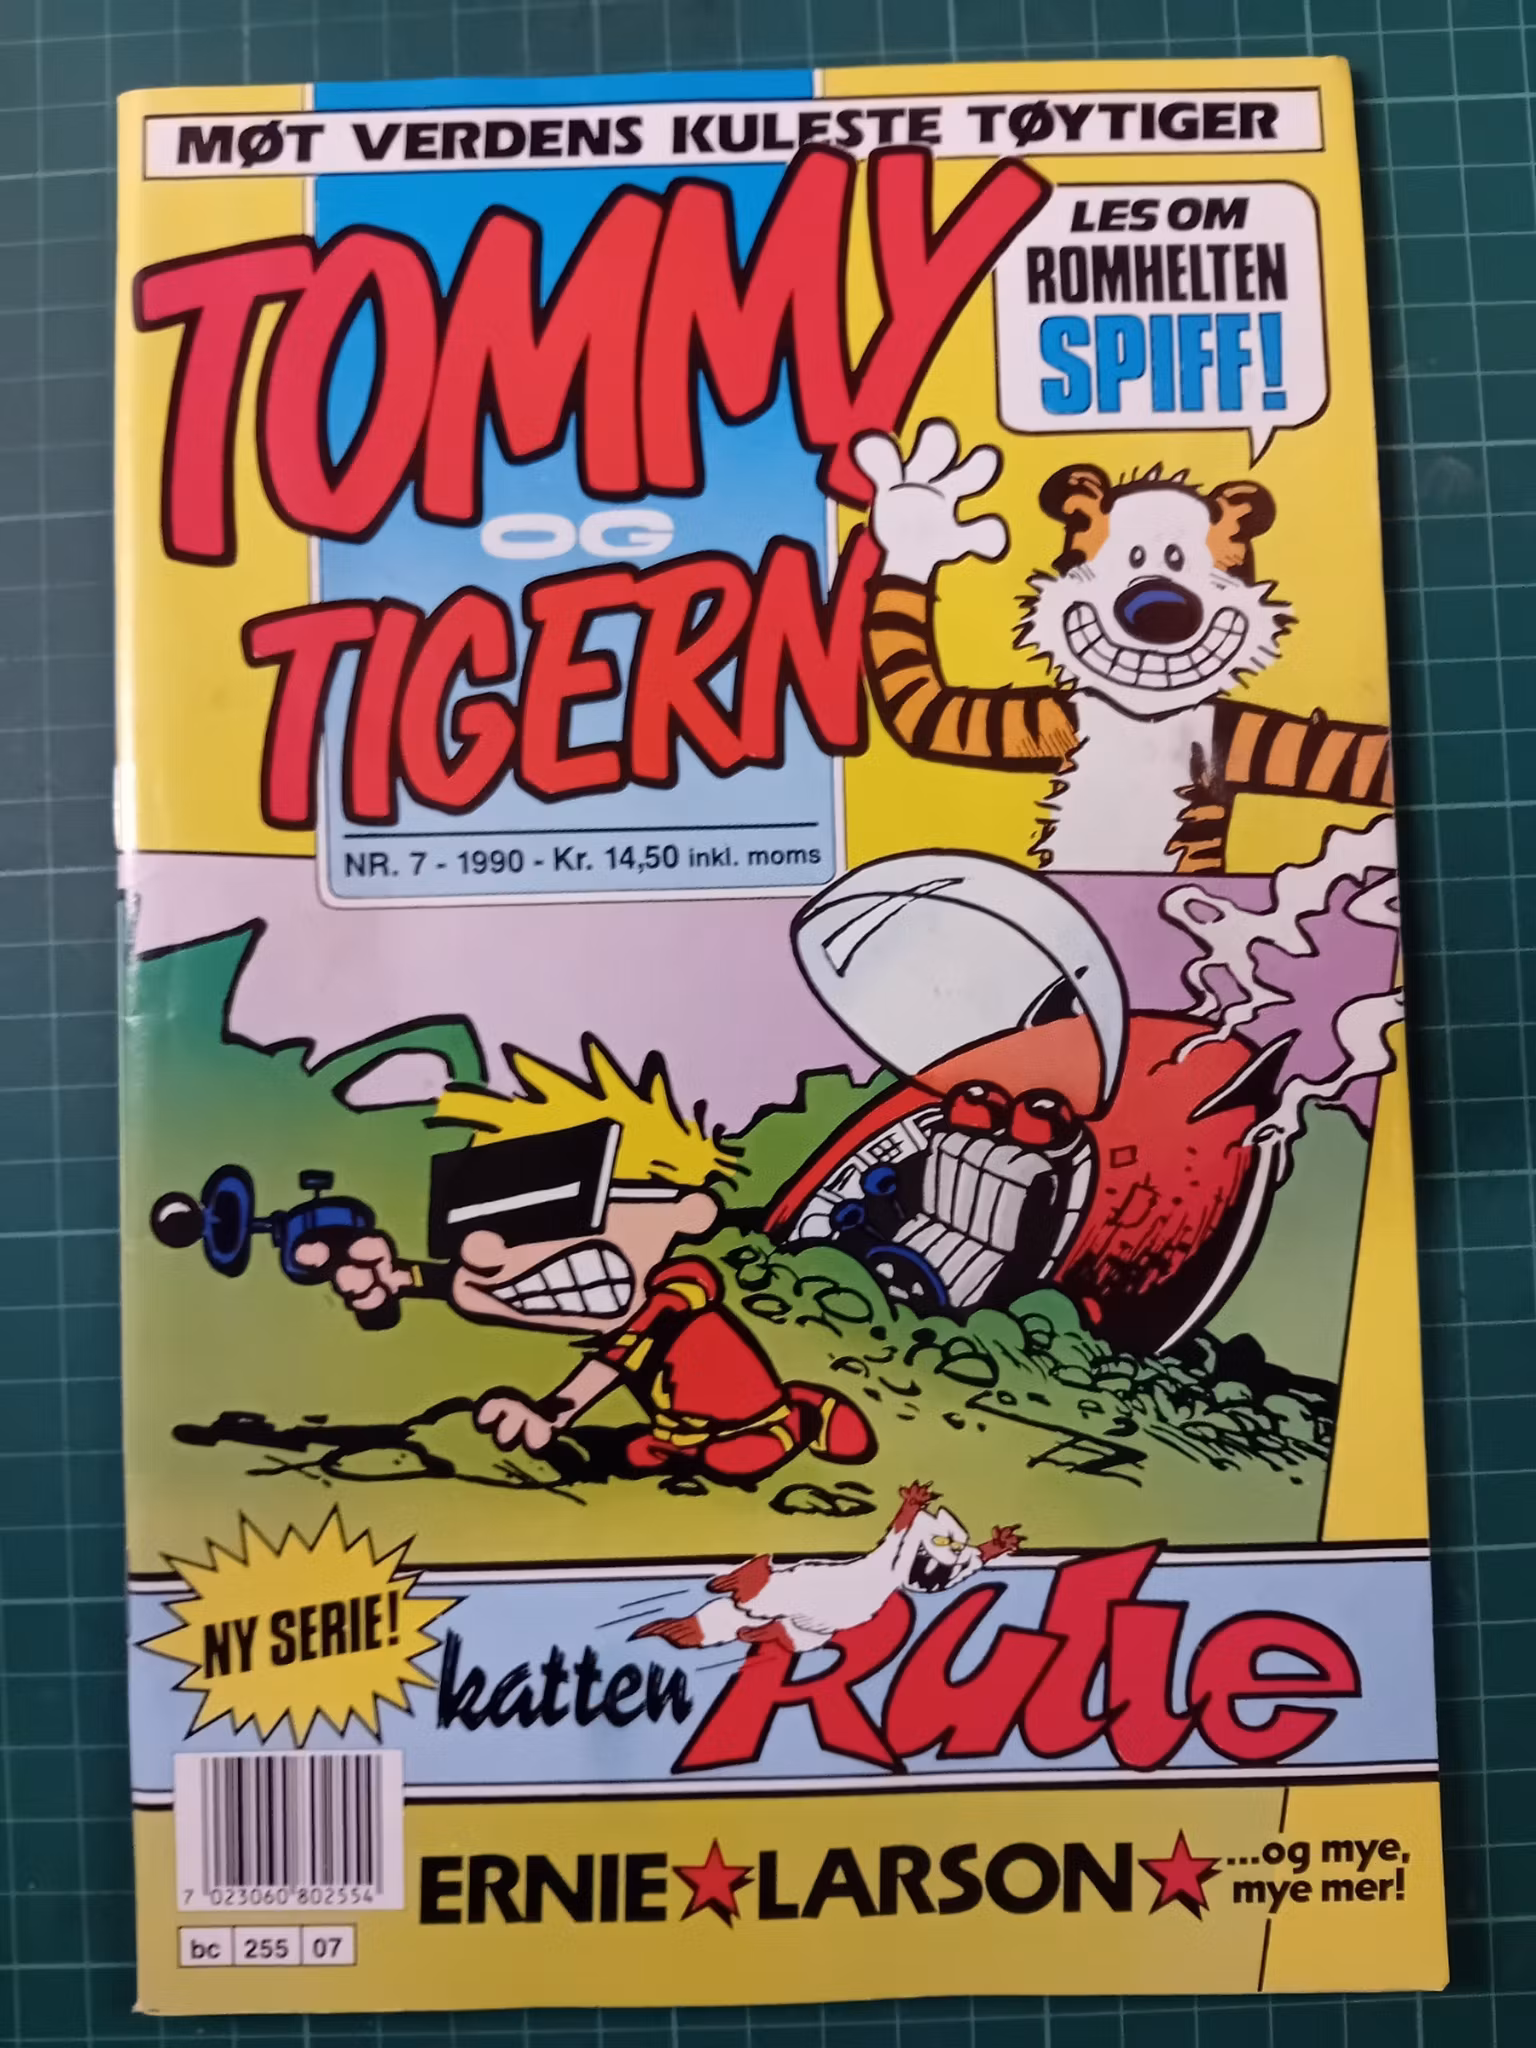 MØT VERDENS KULESTE TØYTIGER
TOMMY
OG
TIGERN
LES OM
ROMHELTEN
SPIFF!
NR. 7 - 1990 - Kr. 14,50 inkl. moms
NY SERIE!
katten Rulle
ERNIE★LARSON★
...og mye,
mye mer!
7 023060 802554
bc 255 07